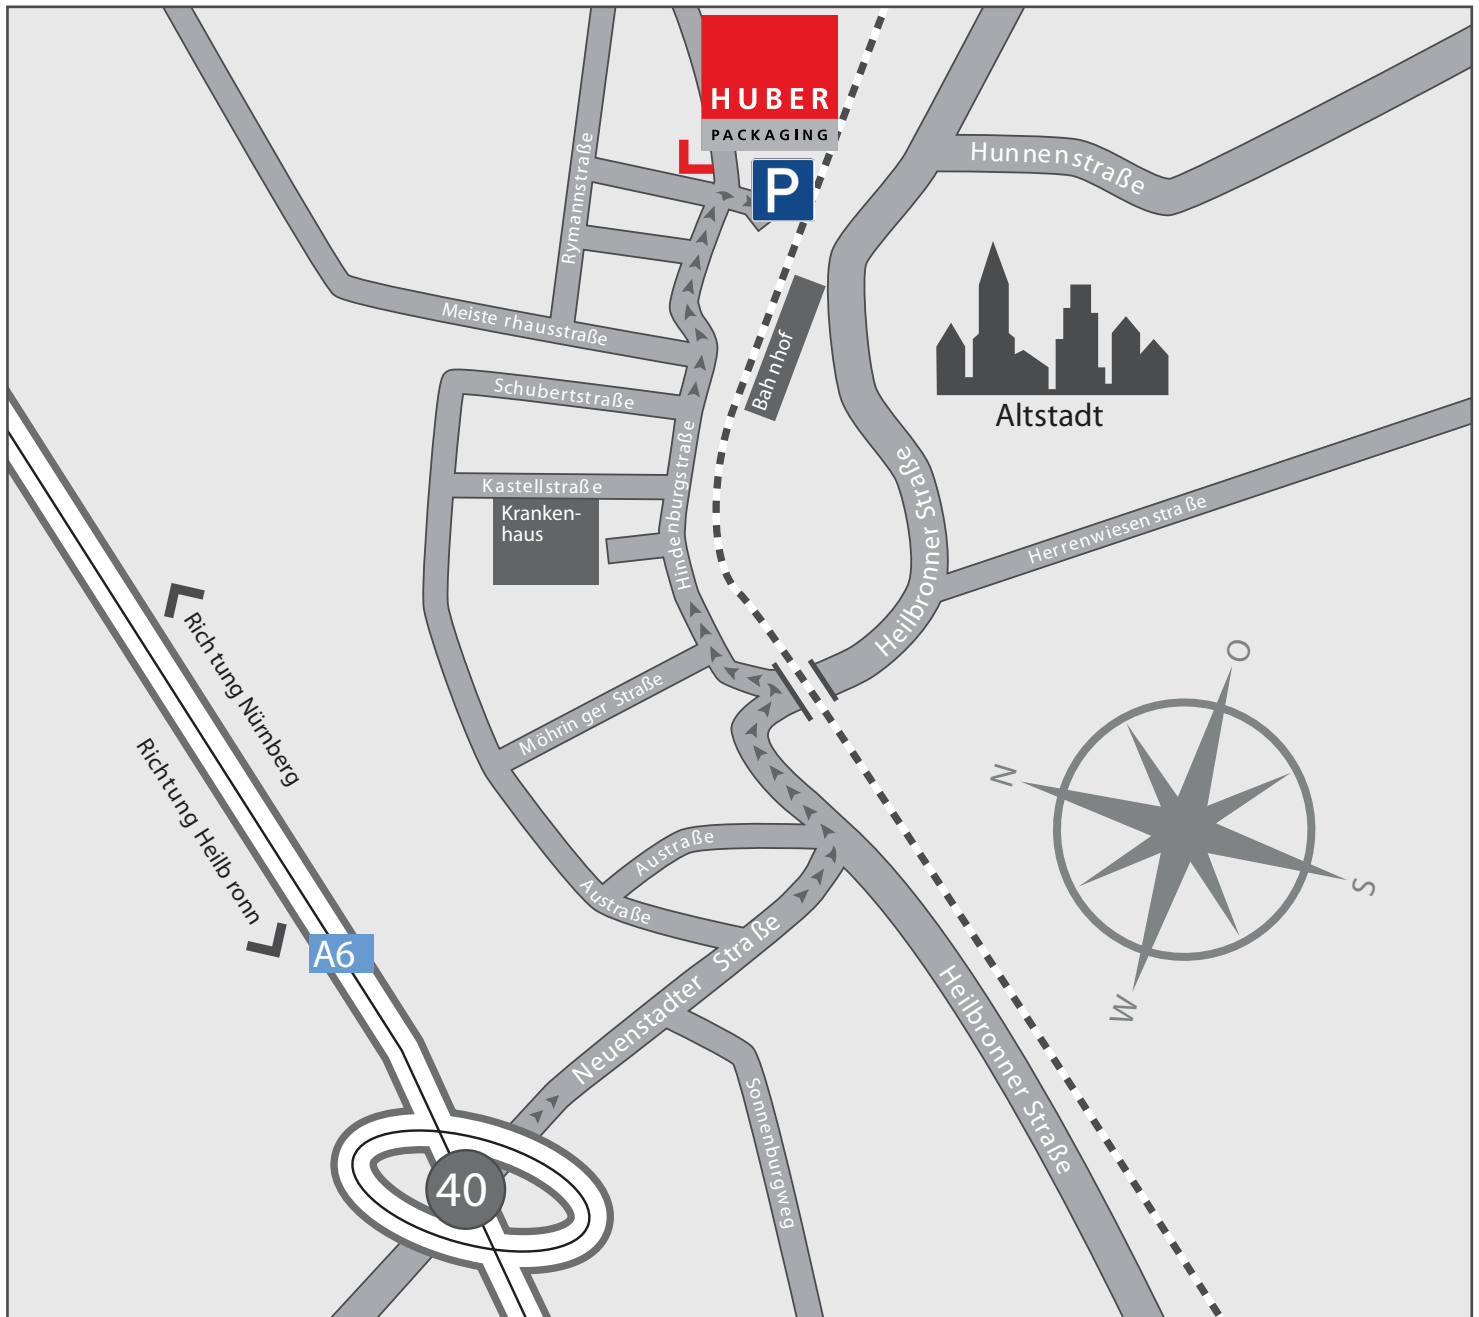 HUBER
PACKAGING
P
Hunnenstraße
Rymannstraße
Meisterhausstraße
Bahnhof
Altstadt
Schubertstraße
Kastellstraße
Kranken-
haus
Hindenburgstraße
Heilbronner Straße
Herrenwiesenstraße
Richtung Nürnberg
Richtung Heilbronn
Möhringer Straße
O
N
S
W
Austraße
Austraße
A6
Neuenstadter Straße
Heilbronner Straße
Sonnenburgweg
40